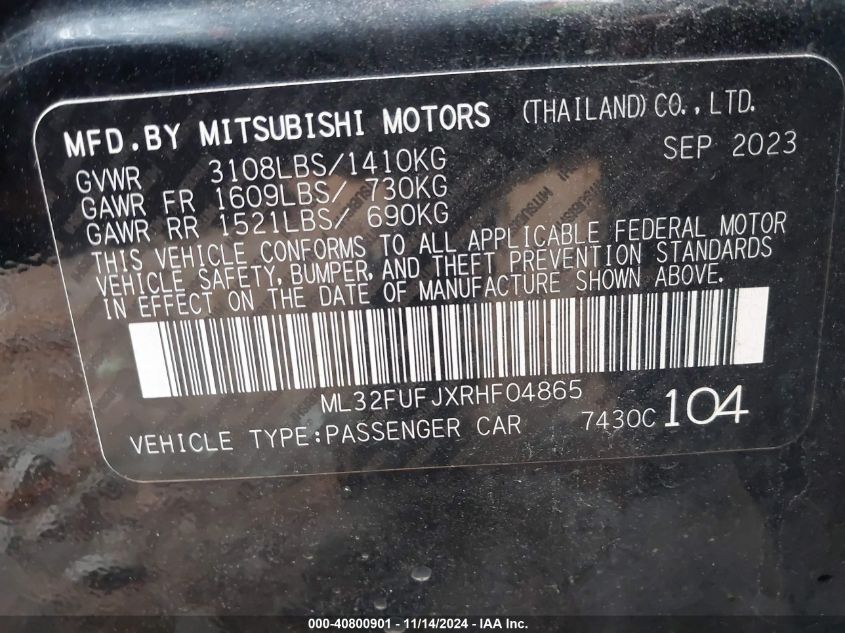 MFD.BY MITSUBISHI MOTORS (THAILAND) CO.,LTD.
SEP 2023
GVWR 3108LBS/1410KG
GAWR FR 1609LBS/ 730KG
GAWR RR 1521LBS/ 690KG
THIS VEHICLE CONFORMS TO ALL APPLICABLE FEDERAL MOTOR
VEHICLE SAFETY, BUMPER, AND THEFT PREVENTION STANDARDS
IN EFFECT ON THE DATE OF MANUFACTURE SHOWN ABOVE.
ML32FUFJXRHF04865
VEHICLE TYPE:PASSENGER CAR 7430C 104
000-40800901 - 11/14/2024 - IAA Inc.